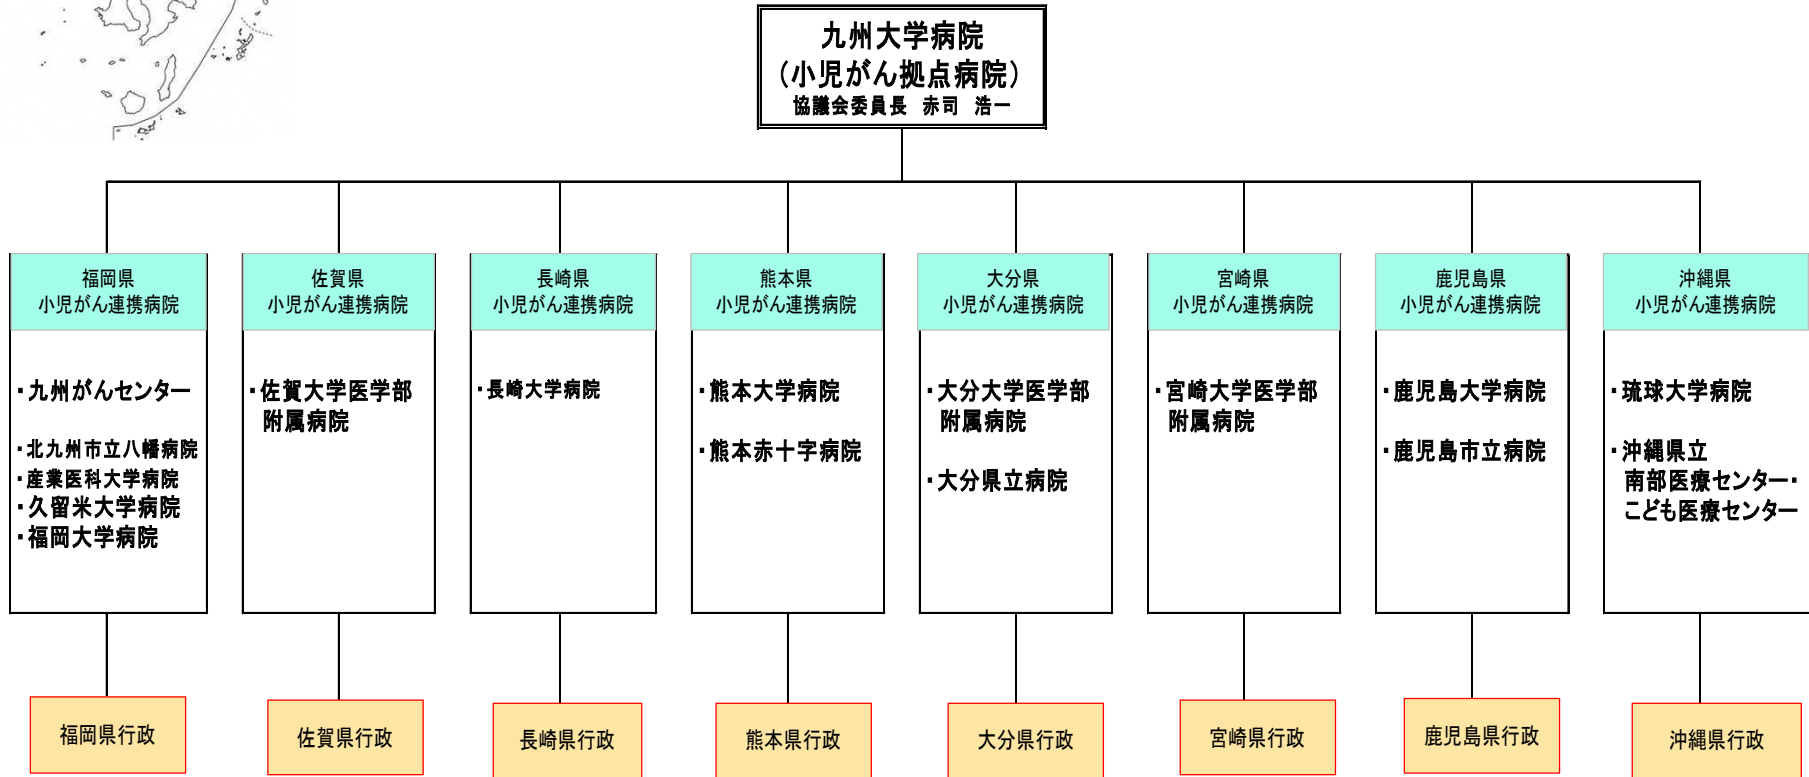 九州大学病院
（小児がん拠点病院）
協議会委員長 赤司 浩一
福岡県
小児がん連携病院
・九州がんセンター
・北九州市立八幡病院
・産業医科大学病院
・久留米大学病院
・福岡大学病院
福岡県行政
佐賀県
小児がん連携病院
・佐賀大学医学部
附属病院
佐賀県行政
長崎県
小児がん連携病院
・長崎大学病院
長崎県行政
熊本県
小児がん連携病院
・熊本大学病院
・熊本赤十字病院
熊本県行政
大分県
小児がん連携病院
・大分大学医学部
附属病院
・大分県立病院
大分県行政
宮崎県
小児がん連携病院
・宮崎大学医学部
附属病院
宮崎県行政
鹿児島県
小児がん連携病院
・鹿児島大学病院
・鹿児島市立病院
鹿児島県行政
沖縄県
小児がん連携病院
・琉球大学病院
・沖縄県立
南部医療センター・
こども医療センター
沖縄県行政